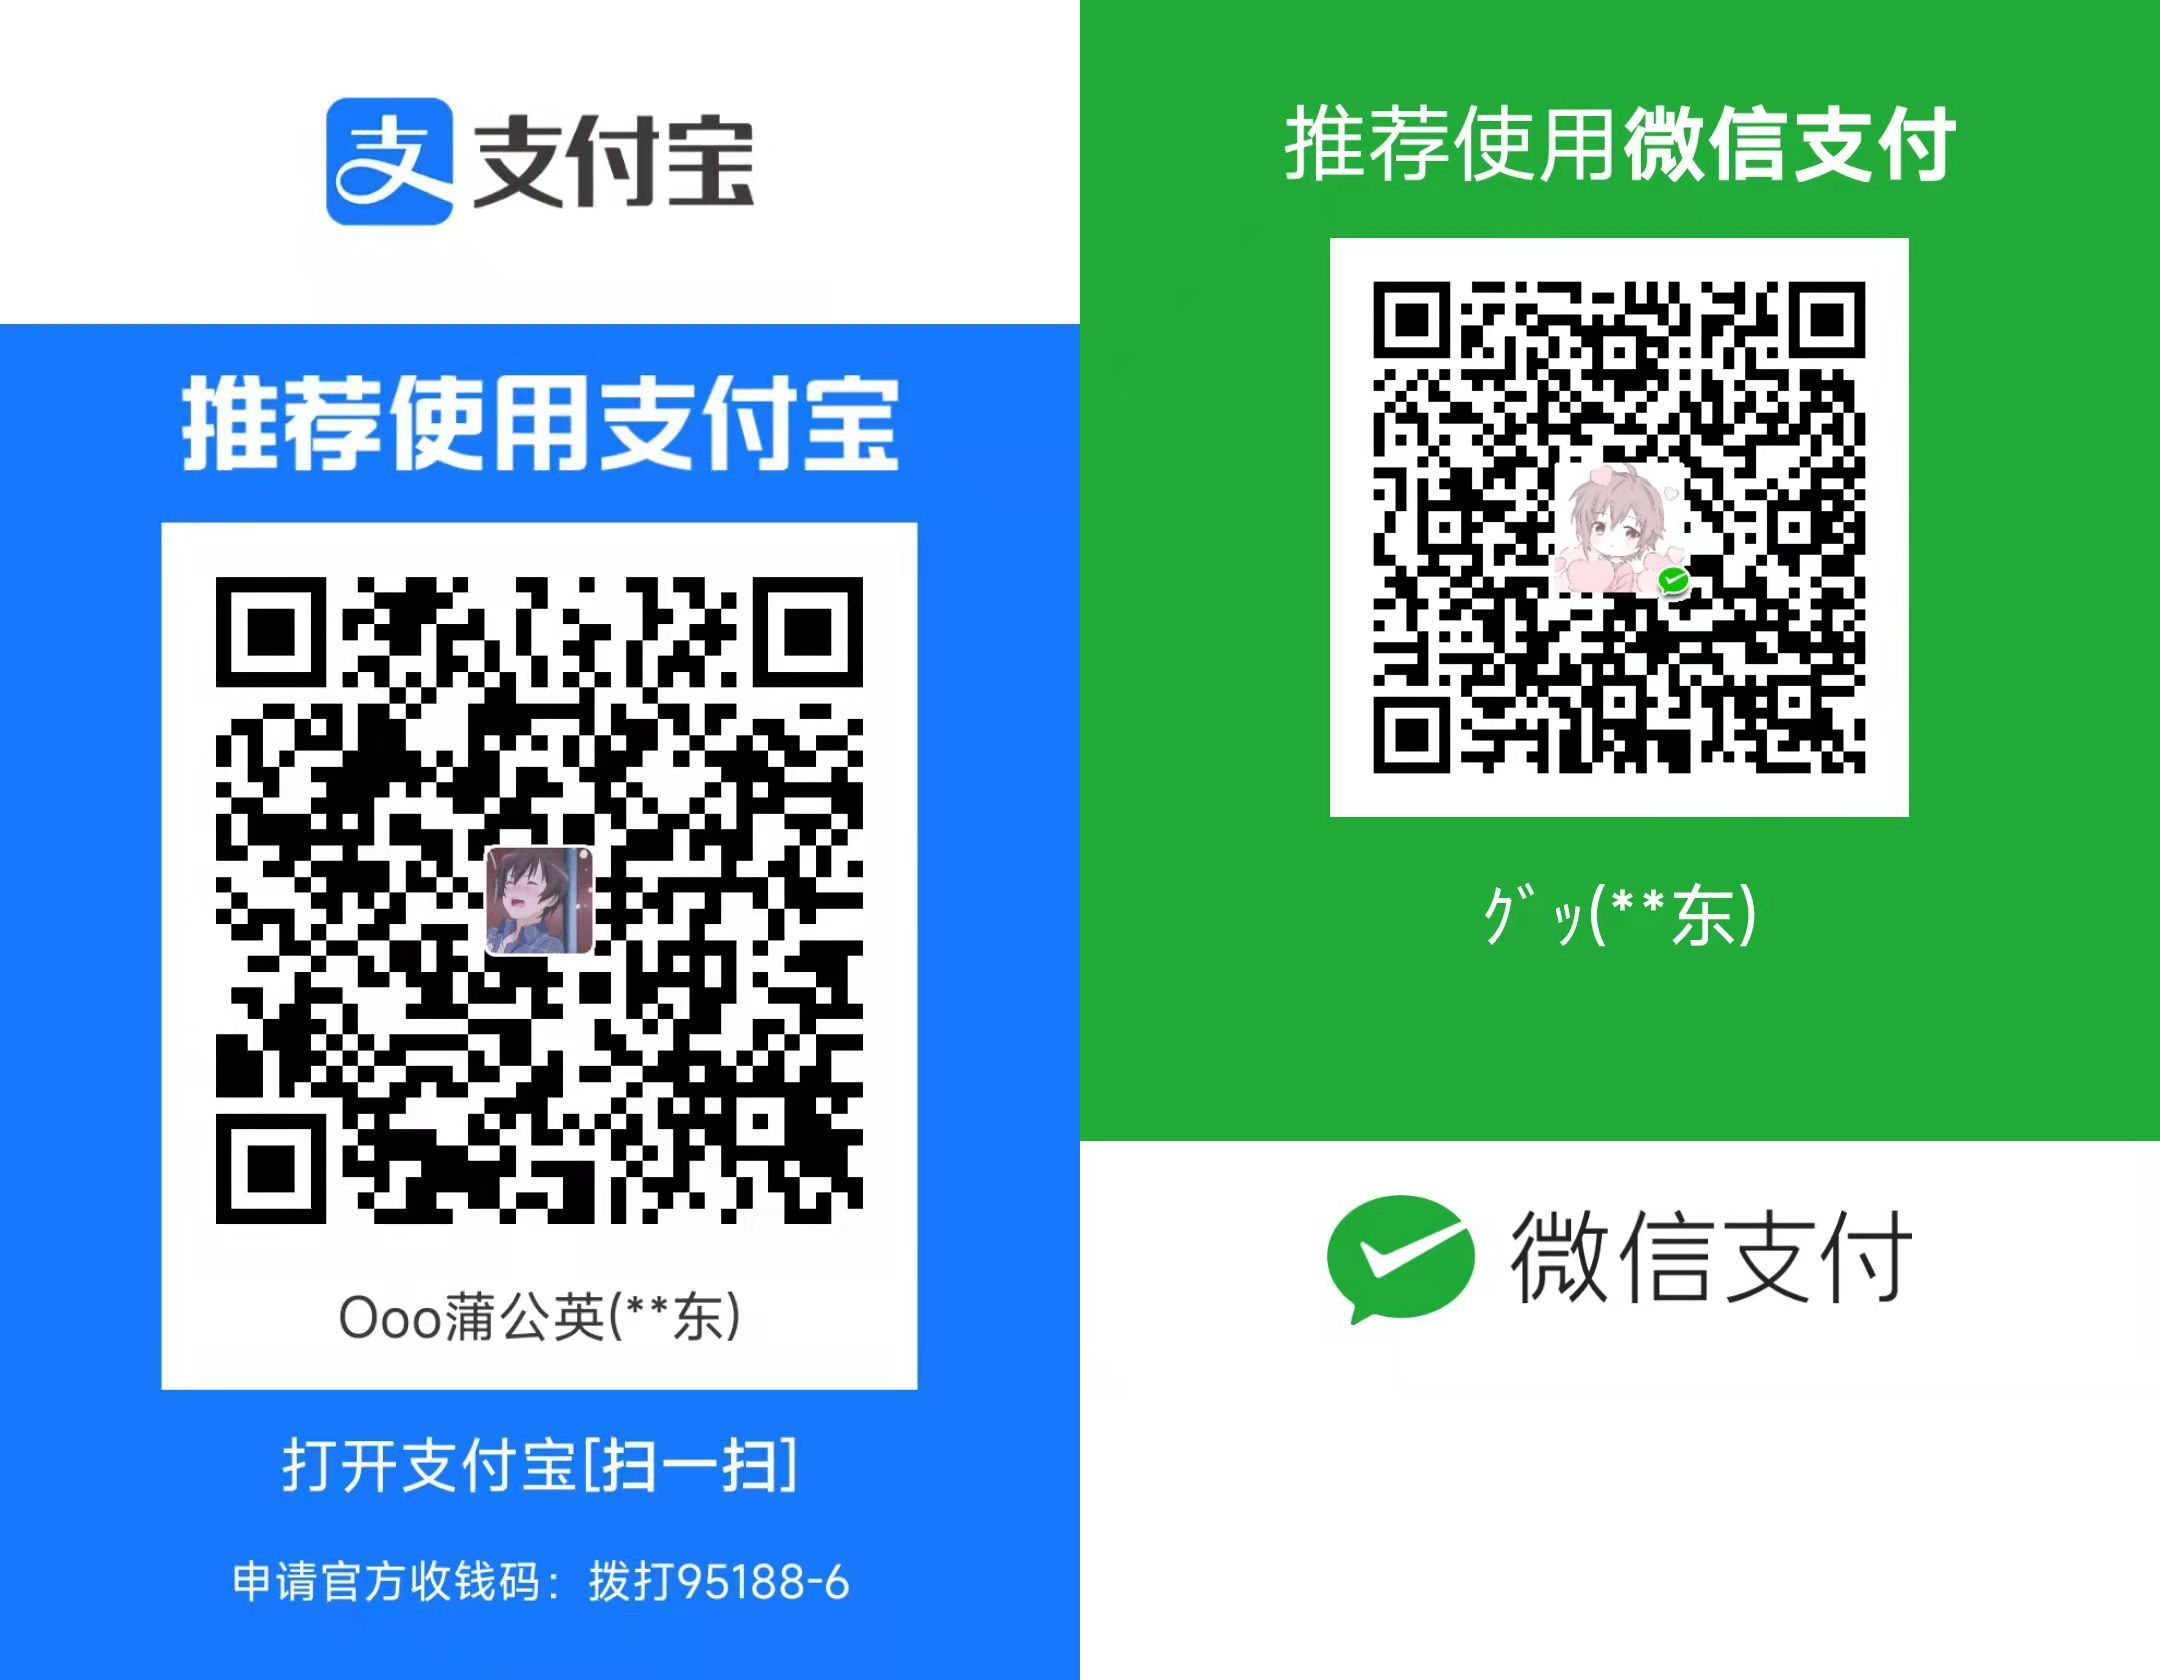 支 支付宝
推荐使用支付宝
Ooo蒲公英(**东)
打开支付宝[扫一扫]
申请官方收钱码：拨打95188-6
推荐使用微信支付
グッ(**东)
微信支付